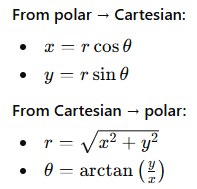 From polar → Cartesian:
• x = r cos θ
• y = r sin θ
From Cartesian → polar:
• r = √(x² + y²)
• θ = arctan (y/x)